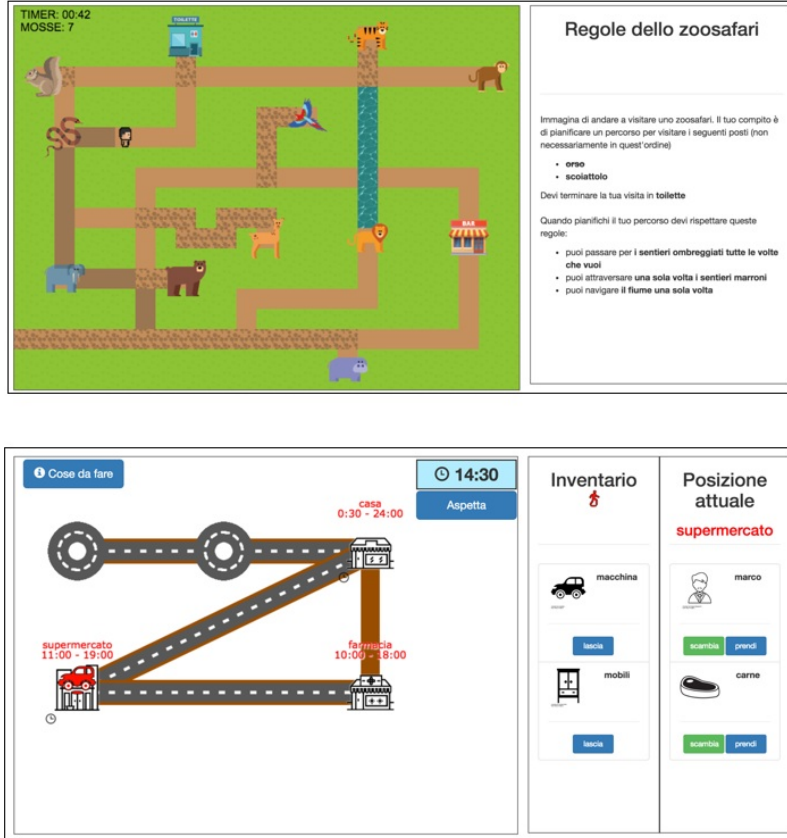 TIMER: 00:42
MOSSE: 7
TOILETTE
BAR
Regole dello zoosafari
Immagina di andare a visitare uno zoosafari. Il tuo compito è
di pianificare un percorso per visitare i seguenti posti (non
necessariamente in quest'ordine)
• orso
• scoiattolo
Devi terminare la tua visita in toilette
Quando pianifichi il tuo percorso devi rispettare queste
regole:
• puoi passare per i sentieri ombreggiati tutte le volte
che vuoi
• puoi attraversare una sola volta i sentieri marroni
• puoi navigare il fiume una sola volta
Cose da fare
14:30
Aspetta
casa
0:30 - 24:00
supermercato
11:00 - 19:00
farmacia
10:00 - 18:00
Inventario
macchina
lascia
mobili
lascia
Posizione
attuale
supermercato
marco
scambia prendi
carne
scambia prendi